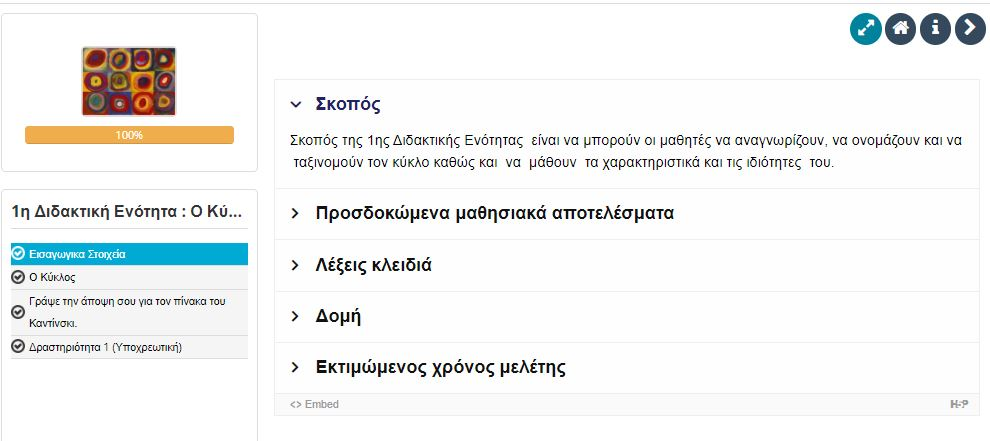 100%
1η Διδακτική Ενότητα : Ο Κύ...
Εισαγωγικα Στοιχεία
Ο Κύκλος
Γράψε την άποψη σου για τον πίνακα του
Καντίνσκι.
Δραστηριότητα 1 (Υποχρεωτική)
Σκοπός
Σκοπός της 1ης Διδακτικής Ενότητας είναι να μπορούν οι μαθητές να αναγνωρίζουν, να ονομάζουν και να
ταξινομούν τον κύκλο καθώς και να μάθουν τα χαρακτηριστικά και τις ιδιότητες του.
Προσδοκώμενα μαθησιακά αποτελέσματα
Λέξεις κλειδιά
Δομή
Εκτιμώμενος χρόνος μελέτης
<> Embed
H-P